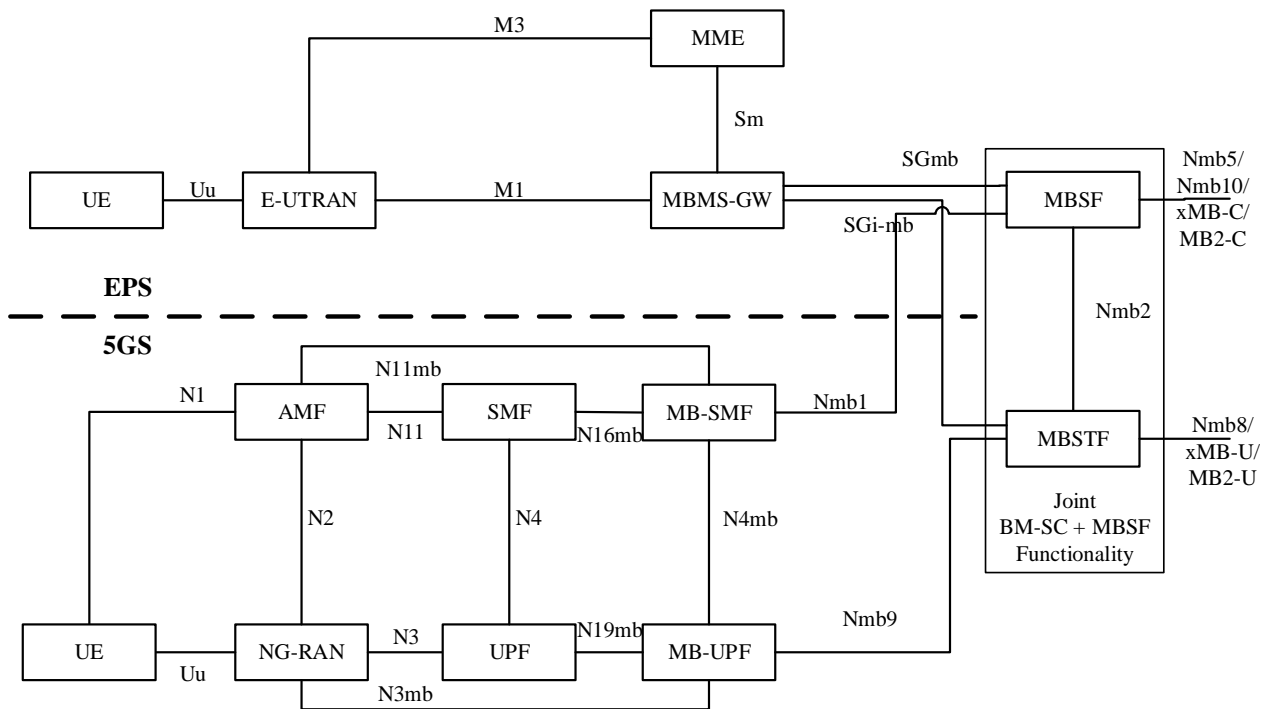 M3
MME
Sm
SGmb
Nmb5/
Nmb10/
xMB-C/
MB2-C
UE
Uu
E-UTRAN
M1
MBMS-GW
MBSF
SGi-mb
EPS
5GS
Nmb2
N11mb
N1
AMF
N11
SMF
N16mb
MB-SMF
Nmb1
MBSTF
Nmb8/
xMB-U/
MB2-U
Joint
BM-SC + MBSF
Functionality
N2
N4
N4mb
UE
Uu
NG-RAN
N3
UPF
N19mb
MB-UPF
Nmb9
N3mb